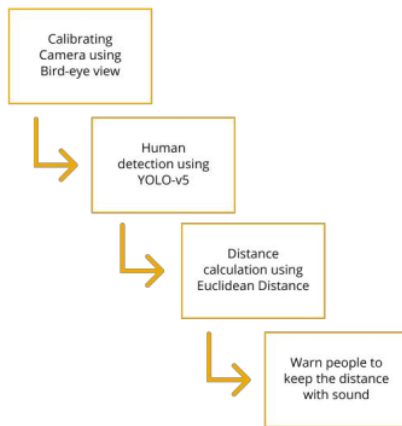 Calibrating
Camera using
Bird-eye view
Human
detection using
YOLO-v5
Distance
calculation using
Euclidean Distance
Warn people to
keep the distance
with sound